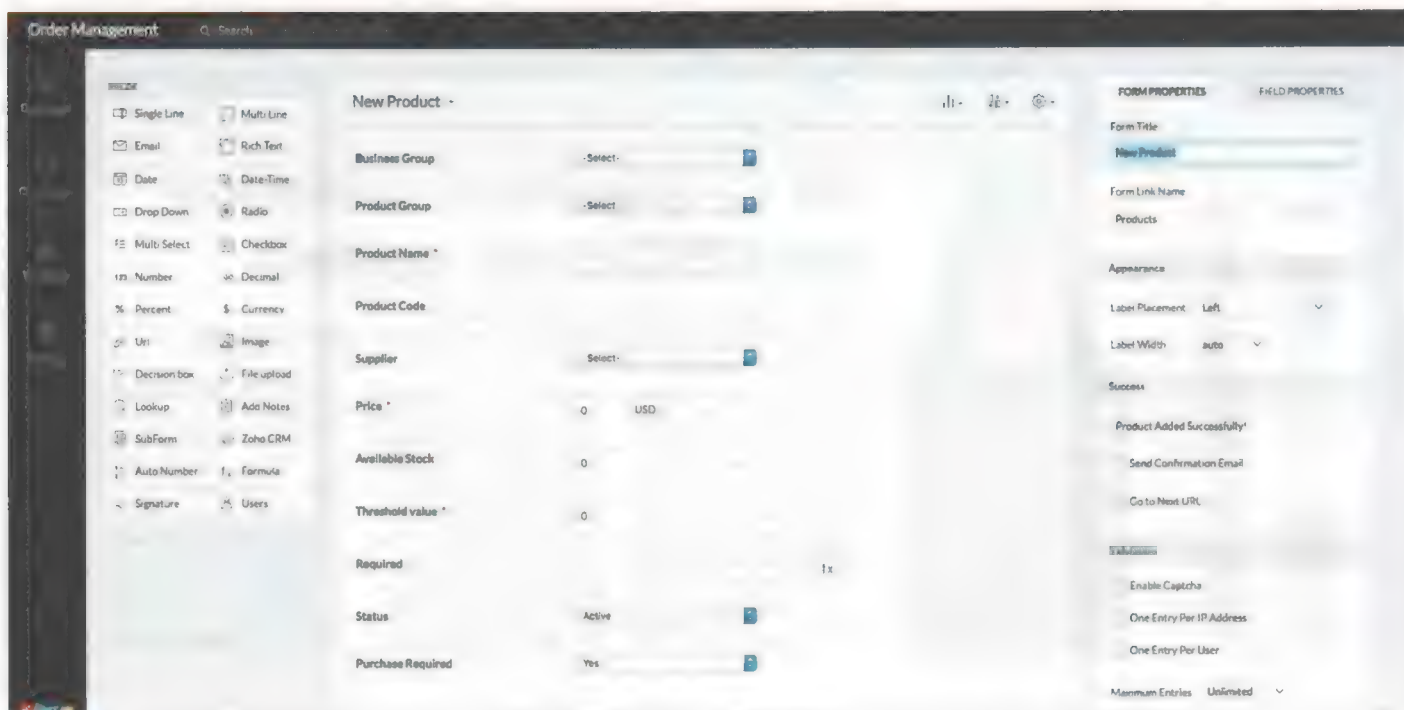 Order Management
Search
Single Line
Multi Line
Email
Rich Text
Date
Date-Time
Drop Down
Radio
Multi Select
Checkbox
123 Number
Decimal
% Percent
$ Currency
Url
Image
Decision box
File upload
Lookup
Add Notes
SubForm
Zoho CRM
Auto Number
Formula
Signature
Users
New Product
Business Group
-Select-
Product Group
-Select
Product Name *
Product Code
Supplier
Select-
Price *
0 USD
Available Stock
0
Threshold value *
0
Required
Status
Active
Purchase Required
Yes
FORM PROPERTIES
FIELD PROPERTIES
Form Title
New Product
Form Link Name
Products
Appearance
Label Placement Left
Label Width auto
Success
Product Added Successfully!
Send Confirmation Email
Go to Next URL
Enable Captcha
One Entry Per IP Address
One Entry Per User
Maximum Entries Unlimited